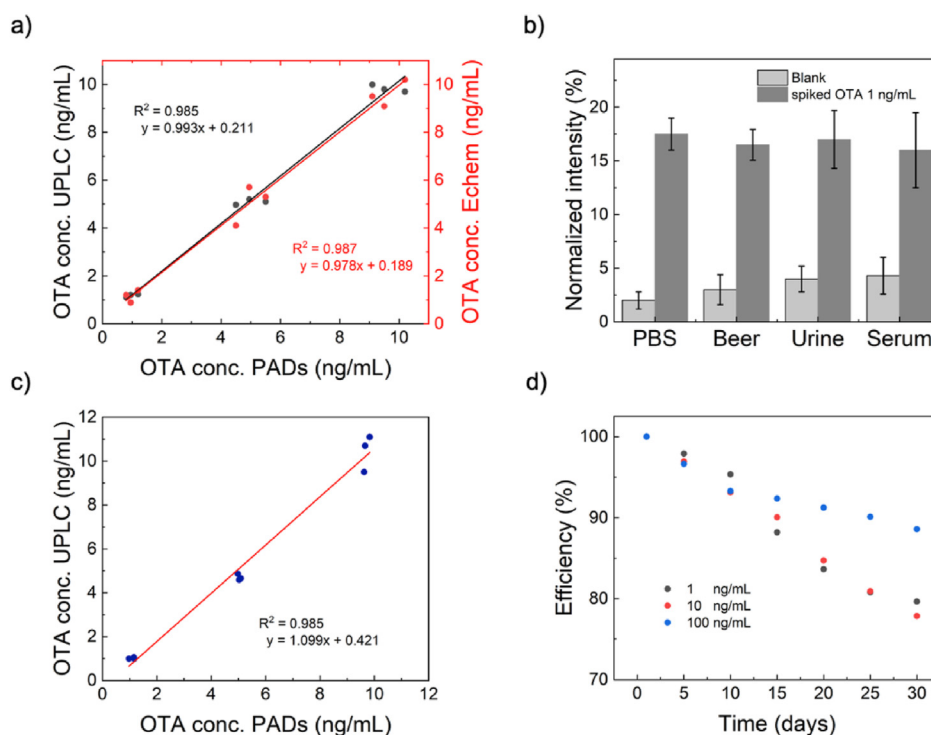 a)
OTA conc. UPLC (ng/mL)
10
8
6
4
2
0
R² = 0.985
y = 0.993x + 0.211
R² = 0.987
y = 0.978x + 0.189
10
8
6
4
2
0
OTA conc. Echem (ng/mL)
0 2 4 6 8 10
OTA conc. PADs (ng/mL)
b)
Normalized intensity (%)
20
15
10
5
0
Blank
spiked OTA 1 ng/mL
PBS Beer Urine Serum
c)
OTA conc. UPLC (ng/mL)
12
10
8
6
4
2
0
R² = 0.985
y = 1.099x + 0.421
0 2 4 6 8 10 12
OTA conc. PADs (ng/mL)
d)
Efficiency (%)
100
90
80
70
1 ng/mL
10 ng/mL
100 ng/mL
0 5 10 15 20 25 30
Time (days)